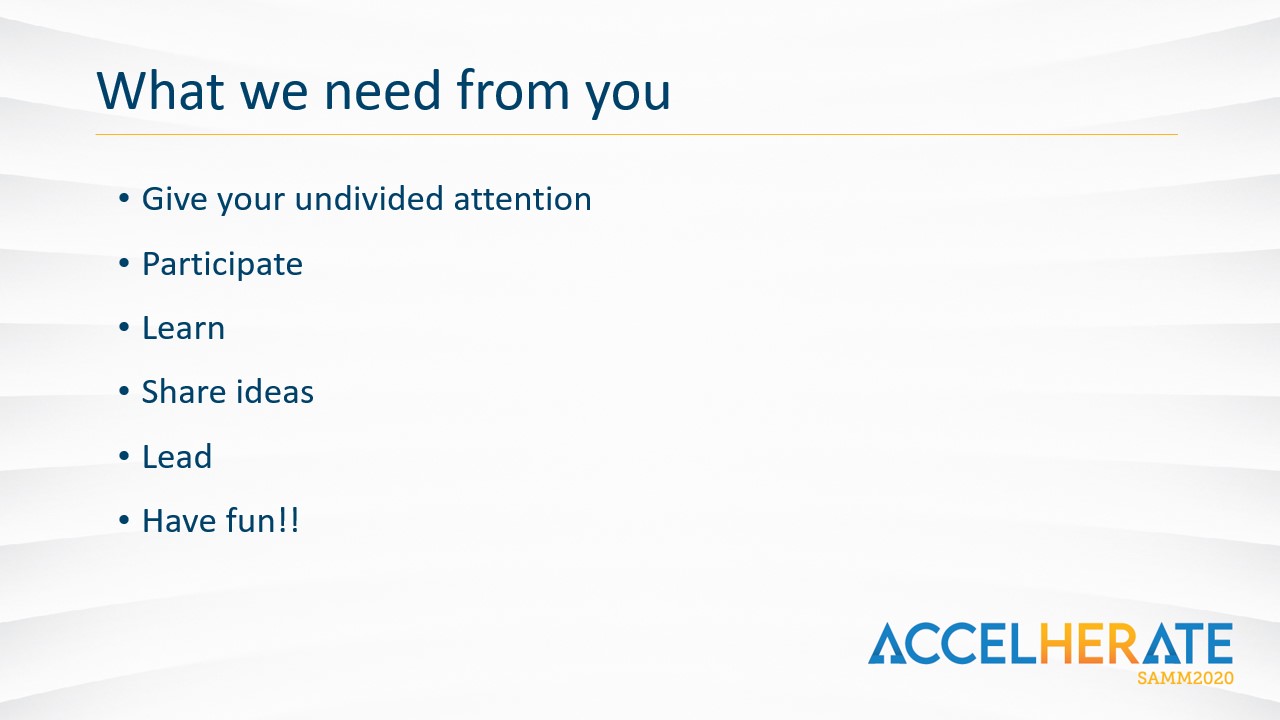 What we need from you
• Give your undivided attention
• Participate
• Learn
• Share ideas
• Lead
• Have fun!!
ACCELHERATE
SAMM2020